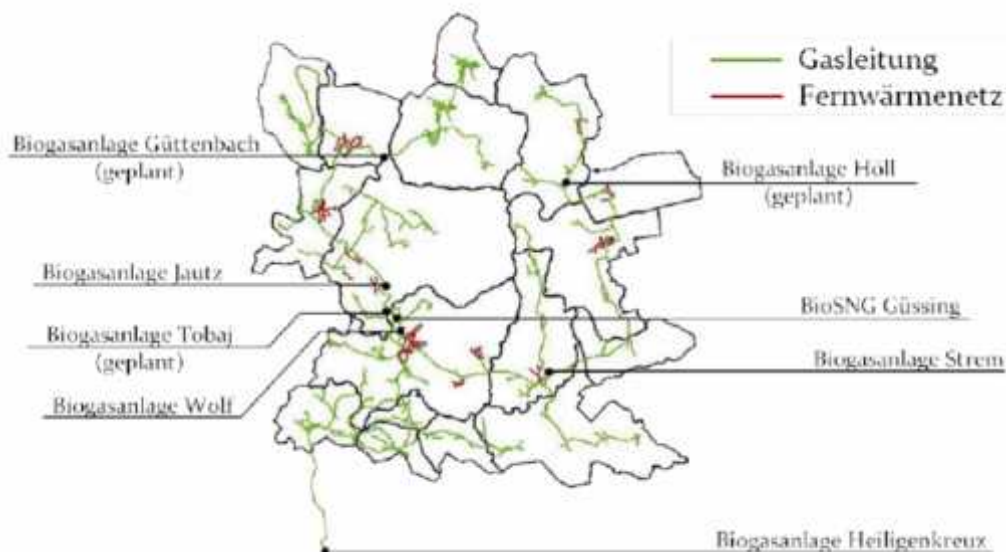 Gasleitung
Fernwärmenetz
Biogasanlage Güttenbach
(geplant)
Biogasanlage Höll
(geplant)
Biogasanlage Jautz
BioSNG Güssing
Biogasanlage Tobaj
(geplant)
Biogasanlage Strem
Biogasanlage Wolf
Biogasanlage Heiligenkreuz